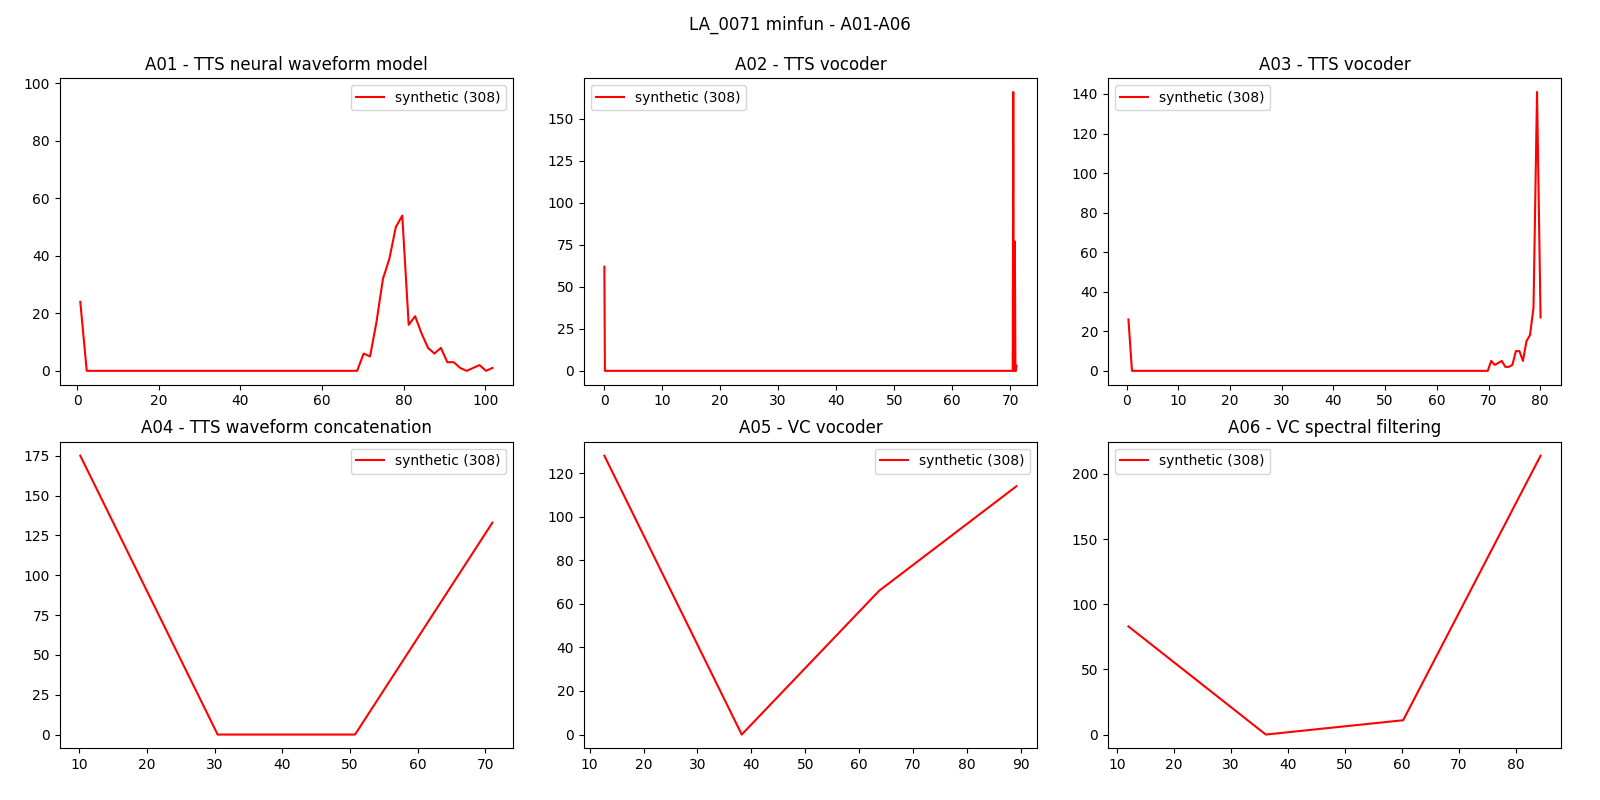 LA_0071 minfun - A01-A06
A01 - TTS neural waveform model
synthetic (308)
100
80
60
40
20
0
0 20 40 60 80 100
A02 - TTS vocoder
synthetic (308)
150
125
100
75
50
25
0
0 10 20 30 40 50 60 70
A03 - TTS vocoder
synthetic (308)
140
120
100
80
60
40
20
0
0 10 20 30 40 50 60 70 80
A04 - TTS waveform concatenation
synthetic (308)
175
150
125
100
75
50
25
0
10 20 30 40 50 60 70
A05 - VC vocoder
synthetic (308)
120
100
80
60
40
20
0
10 20 30 40 50 60 70 80 90
A06 - VC spectral filtering
synthetic (308)
200
150
100
50
0
10 20 30 40 50 60 70 80